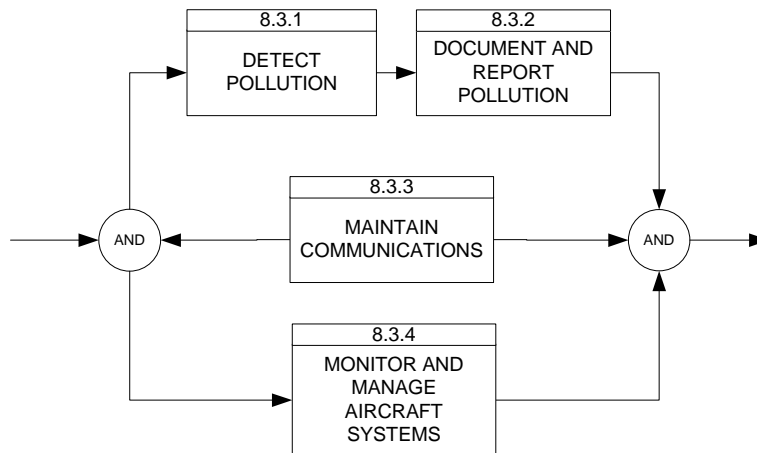 8.3.1
DETECT
POLLUTION
8.3.2
DOCUMENT AND
REPORT
POLLUTION
AND
8.3.3
MAINTAIN
COMMUNICATIONS
AND
8.3.4
MONITOR AND
MANAGE
AIRCRAFT
SYSTEMS